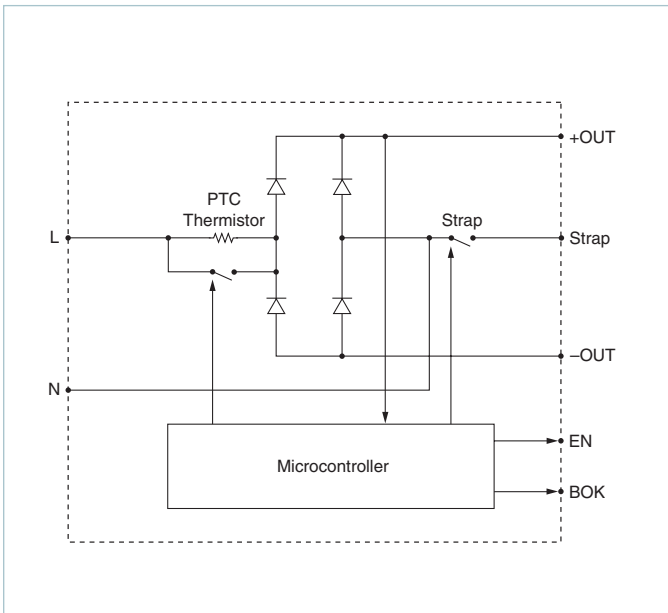 +OUT
PTC
Thermistor
Strap
L
Strap
–OUT
N
EN
Microcontroller
BOK